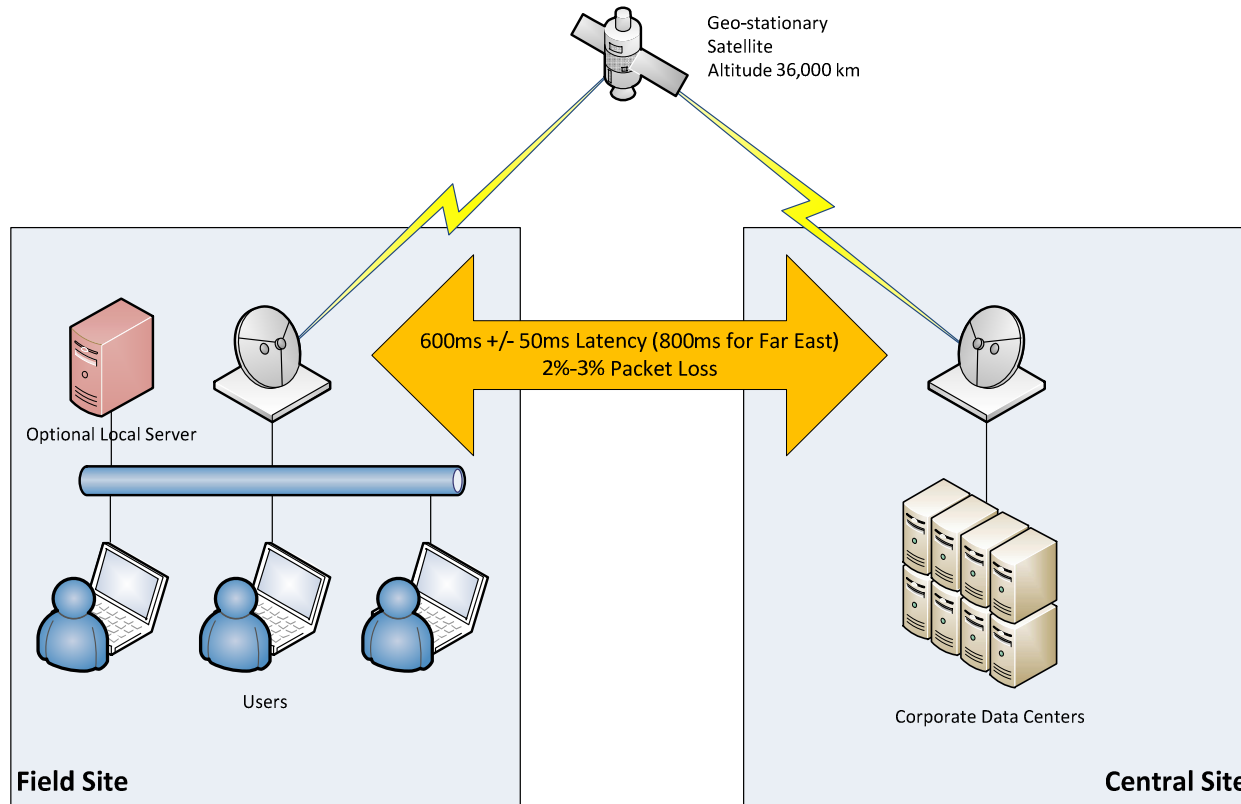 Geo-stationary
Satellite
Altitude 36,000 km
600ms +/- 50ms Latency (800ms for Far East)
2%-3% Packet Loss
Optional Local Server
Users
Corporate Data Centers
Field Site
Central Site